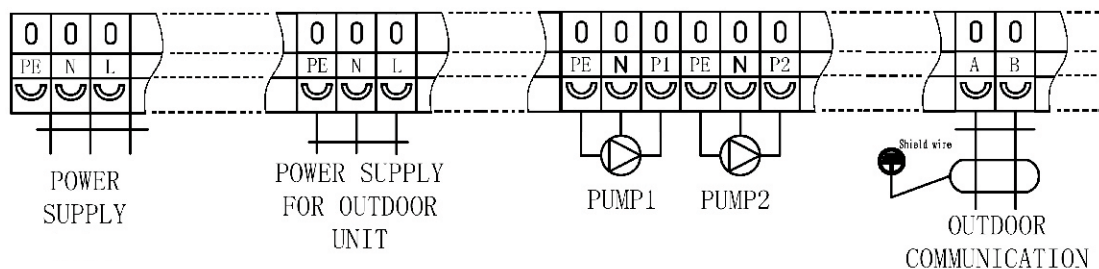 0 0 0 0 0 0 0 0 0 0 0 0 0 0
PE N L PE N L PE N P1 PE N P2 A B
Shield wire
POWER
SUPPLY
POWER SUPPLY
FOR OUTDOOR
UNIT
PUMP1 PUMP2
OUTDOOR
COMMUNICATION